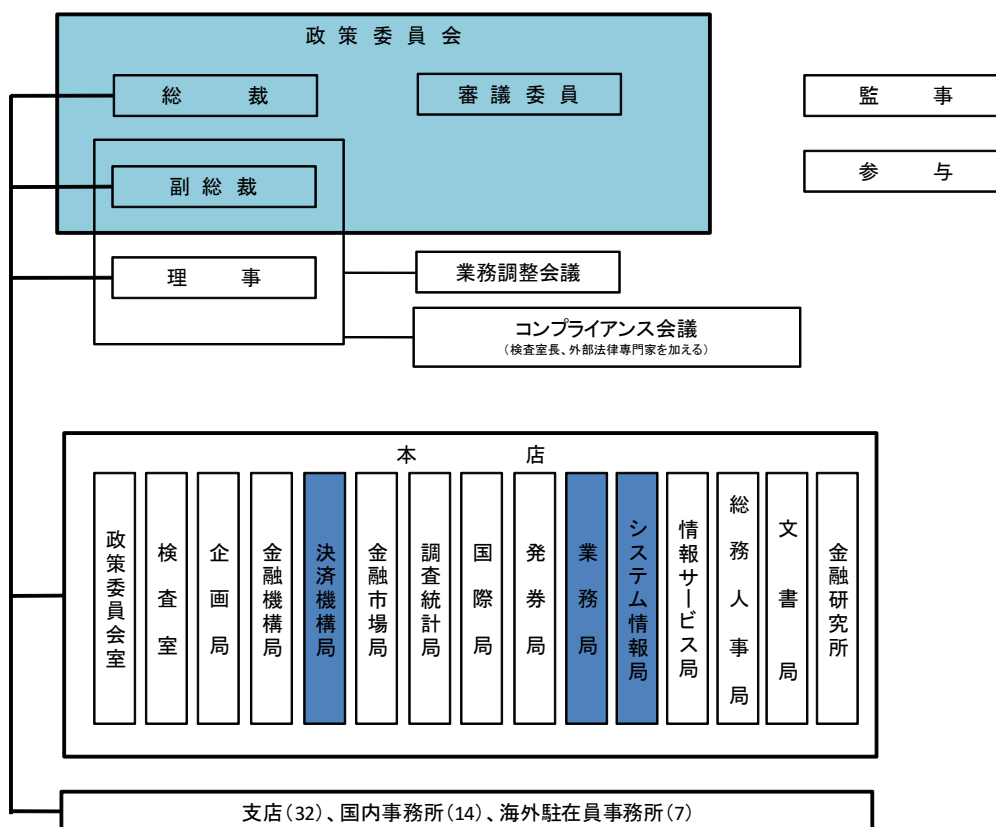 政策委員会
総裁
審議委員
監事
副総裁
参与
理事
業務調整会議
コンプライアンス会議
（検査室長、外部法律専門家を加える）
本店
政策委員会室
検査室
企画局
金融機構局
決済機構局
金融市場局
調査統計局
国際局
発券局
業務局
システム情報局
情報サービス局
総務人事局
文書局
金融研究所
支店（32）、国内事務所（14）、海外駐在員事務所（7）